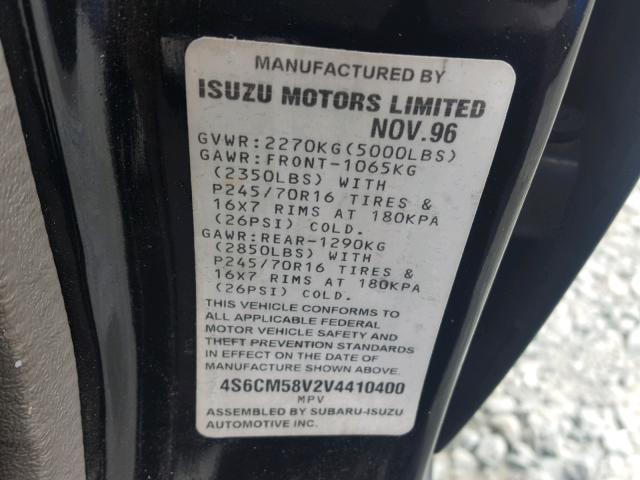 MANUFACTURED BY
ISUZU MOTORS LIMITED
NOV.96
GVWR:2270KG(5000LBS)
GAWR:FRONT-1065KG
(2350LBS) WITH
P245/70R16 TIRES &
16X7 RIMS AT 180KPA
(26PSI) COLD.
GAWR:REAR-1290KG
(2850LBS) WITH
P245/70R16 TIRES &
16X7 RIMS AT 180KPA
(26PSI) COLD.
THIS VEHICLE CONFORMS TO
ALL APPLICABLE FEDERAL
MOTOR VEHICLE SAFETY AND
THEFT PREVENTION STANDARDS
IN EFFECT ON THE DATE OF
MANUFACTURE SHOWN ABOVE.
4S6CM58V2V4410400
MPV
ASSEMBLED BY SUBARU-ISUZU
AUTOMOTIVE INC.